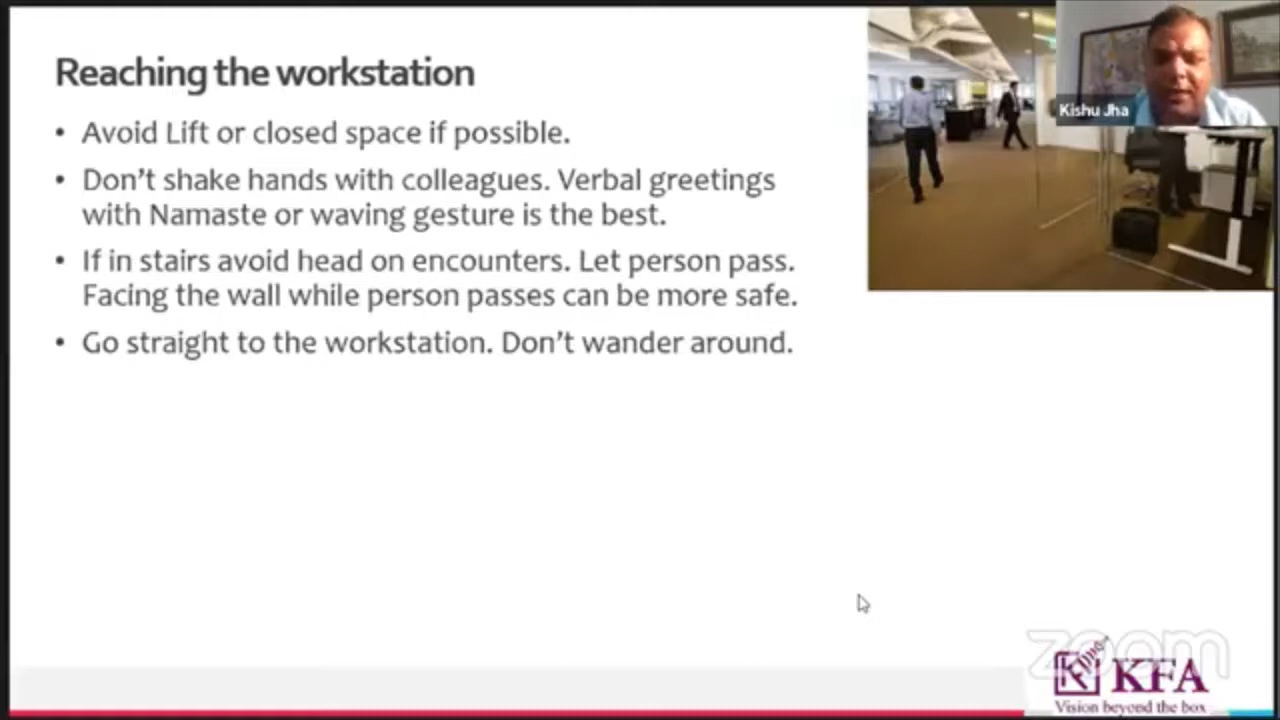 Reaching the workstation
• Avoid Lift or closed space if possible.
• Don't shake hands with colleagues. Verbal greetings
with Namaste or waving gesture is the best.
• If in stairs avoid head on encounters. Let person pass.
Facing the wall while person passes can be more safe.
• Go straight to the workstation. Don't wander around.
Kishu Jha
zoom
KFA
Vision beyond the box